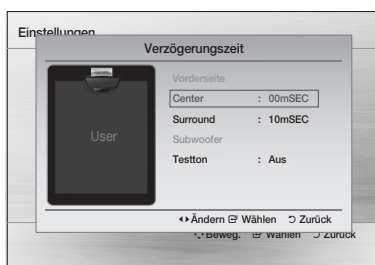 Einstellungen
Verzögerungszeit
User
Vorderseite
Center : 00mSEC
Surround : 10mSEC
Subwoofer
Testton : Aus
Ändern Wählen Zurück
Beweg. Wählen Zurück